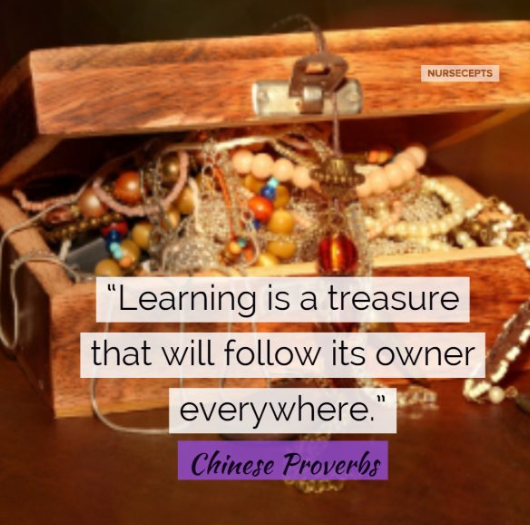 NURSECEPTS
“Learning is a treasure
that will follow its owner
everywhere.”
Chinese Proverbs